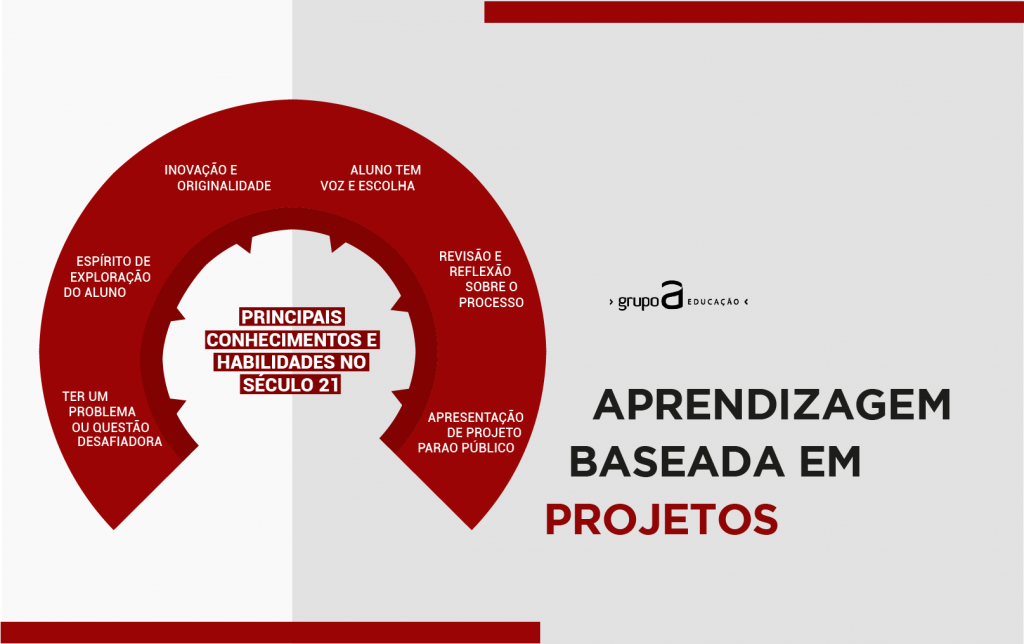 INOVAÇÃO E
ORIGINALIDADE
ALUNO TEM
VOZ E ESCOLHA
ESPÍRITO DE
EXPLORAÇÃO
DO ALUNO
REVISÃO E
REFLEXÃO
SOBRE O
PROCESSO
TER UM
PROBLEMA
OU QUESTÃO
DESAFIADORA
APRESENTAÇÃO
DE PROJETO
PARAO PÚBLICO
PRINCIPAIS
CONHECIMENTOS E
HABILIDADES NO
SÉCULO 21
› grupo a EDUCAÇÃO ‹
APRENDIZAGEM
BASEADA EM
PROJETOS